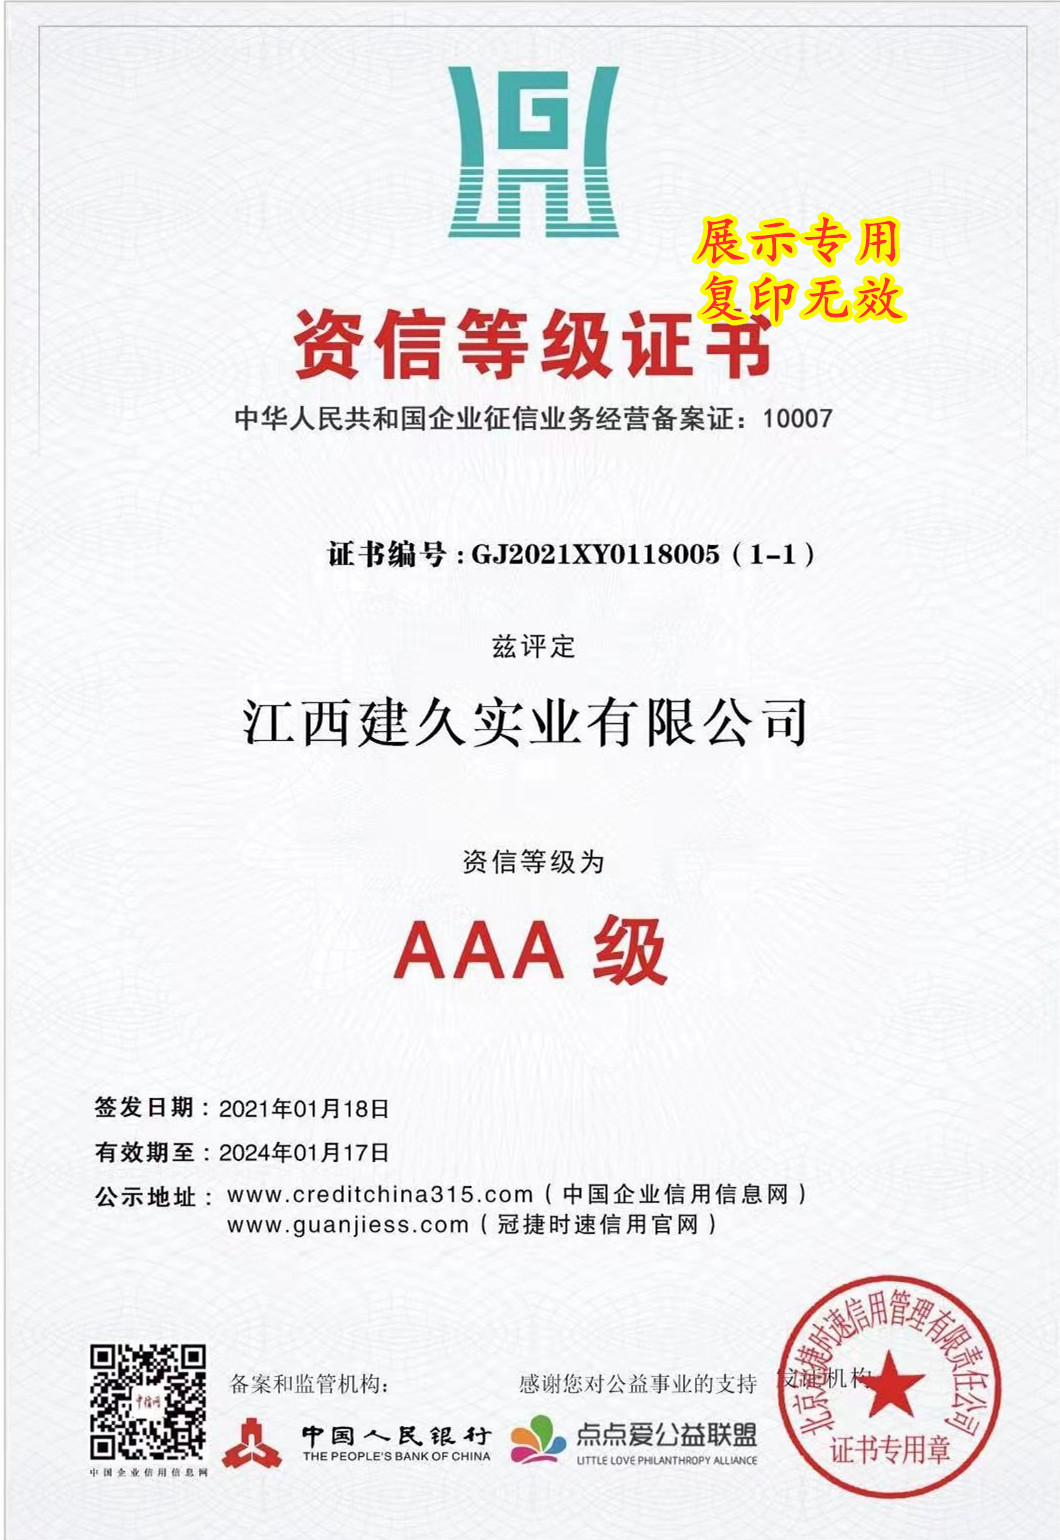 展示专用
复印无效
资信等级证书
中华人民共和国企业征信业务经营备案证：10007
证书编号：GJ2021XY0118005（1-1）
兹评定
江西建久实业有限公司
资信等级为
AAA 级
签发日期：2021年01月18日
有效期至：2024年01月17日
公示地址：www.creditchina315.com（中国企业信用信息网）
www.guanjiess.com（冠捷时速信用官网）
备案和监管机构：
感谢您对公益事业的支持
发证机构
中国人民银行
THE PEOPLE'S BANK OF CHINA
点点爱公益联盟
LITTLE LOVE PHILANTHROPY ALLIANCE
中信网
中国企业信用信息网
北京冠捷时速信用管理有限责任公司
证书专用章